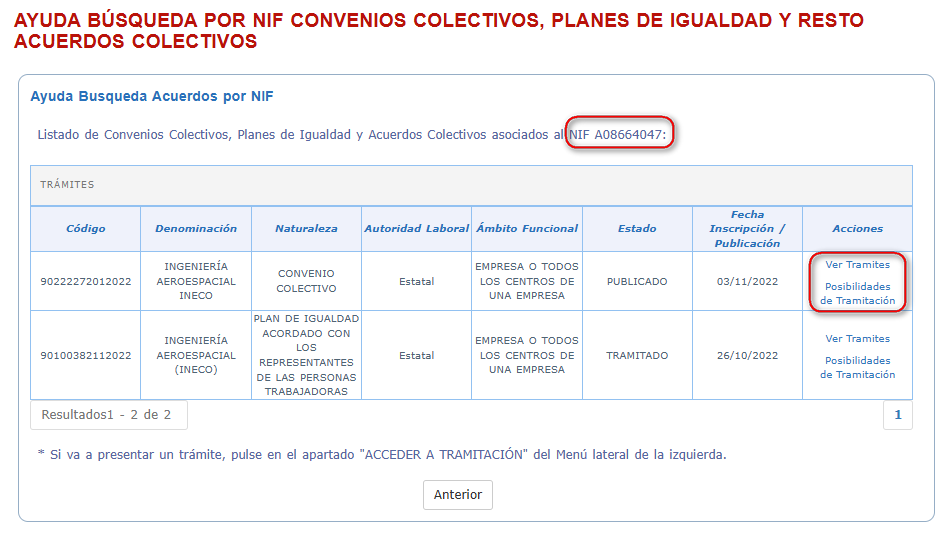 AYUDA BÚSQUEDA POR NIF CONVENIOS COLECTIVOS, PLANES DE IGUALDAD Y RESTO
ACUERDOS COLECTIVOS
Ayuda Busqueda Acuerdos por NIF
Listado de Convenios Colectivos, Planes de Igualdad y Acuerdos Colectivos asociados al NIF A08664047:
TRÁMITES
Código Denominación Naturaleza Autoridad Laboral Ámbito Funcional Estado Fecha Inscripción / Publicación Acciones
90222272012022 INGENIERÍA AEROESPACIAL INECO CONVENIO COLECTIVO Estatal EMPRESA O TODOS LOS CENTROS DE UNA EMPRESA PUBLICADO 03/11/2022 Ver Tramites Posibilidades de Tramitación
90100382112022 INGENIERÍA AEROESPACIAL (INECO) PLAN DE IGUALDAD ACORDADO CON LOS REPRESENTANTES DE LAS PERSONAS TRABAJADORAS Estatal EMPRESA O TODOS LOS CENTROS DE UNA EMPRESA TRAMITADO 26/10/2022 Ver Tramites Posibilidades de Tramitación
Resultados1 - 2 de 2 1
* Si va a presentar un trámite, pulse en el apartado "ACCEDER A TRAMITACIÓN" del Menú lateral de la izquierda.
Anterior